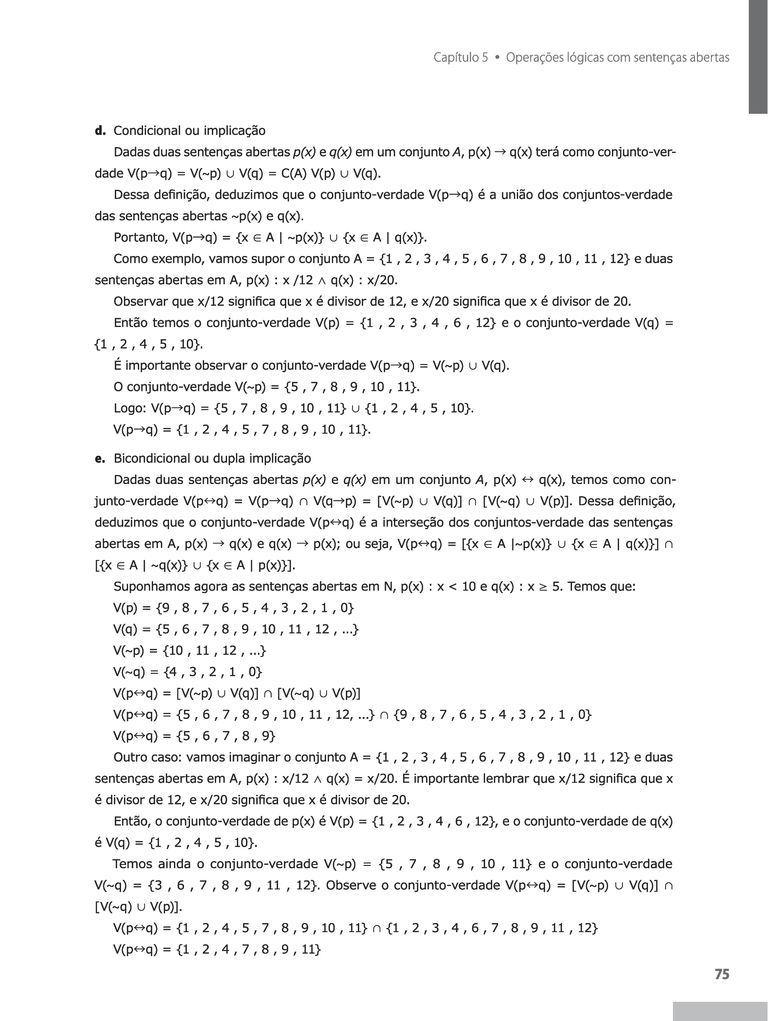 Capítulo 5 • Operações lógicas com sentenças abertas
d. Condicional ou implicação
Dadas duas sentenças abertas p(x) e q(x) em um conjunto A, p(x) → q(x) terá como conjunto-ver-
dade V(p→q) = V(~p) ∪ V(q) = C(A) V(p) ∪ V(q).
Dessa definição, deduzimos que o conjunto-verdade V(p→q) é a união dos conjuntos-verdade
das sentenças abertas ~p(x) e q(x).
Portanto, V(p→q) = {x ∈ A | ~p(x)} ∪ {x ∈ A | q(x)}.
Como exemplo, vamos supor o conjunto A = {1 , 2 , 3 , 4 , 5 , 6 , 7 , 8 , 9 , 10 , 11 , 12} e duas
sentenças abertas em A, p(x) : x /12 ∧ q(x) : x/20.
Observar que x/12 significa que x é divisor de 12, e x/20 significa que x é divisor de 20.
Então temos o conjunto-verdade V(p) = {1 , 2 , 3 , 4 , 6 , 12} e o conjunto-verdade V(q) =
{1 , 2 , 4 , 5 , 10}.
É importante observar o conjunto-verdade V(p→q) = V(~p) ∪ V(q).
O conjunto-verdade V(~p) = {5 , 7 , 8 , 9 , 10 , 11}.
Logo: V(p→q) = {5 , 7 , 8 , 9 , 10 , 11} ∪ {1 , 2 , 4 , 5 , 10}.
V(p→q) = {1 , 2 , 4 , 5 , 7 , 8 , 9 , 10 , 11}.
e. Bicondicional ou dupla implicação
Dadas duas sentenças abertas p(x) e q(x) em um conjunto A, p(x) ↔ q(x), temos como con-
junto-verdade V(p↔q) = V(p→q) ∩ V(q→p) = [V(~p) ∪ V(q)] ∩ [V(~q) ∪ V(p)]. Dessa definição,
deduzimos que o conjunto-verdade V(p↔q) é a interseção dos conjuntos-verdade das sentenças
abertas em A, p(x) → q(x) e q(x) → p(x); ou seja, V(p↔q) = [{x ∈ A |~p(x)} ∪ {x ∈ A | q(x)}] ∩
[{x ∈ A | ~q(x)} ∪ {x ∈ A | p(x)}].
Suponhamos agora as sentenças abertas em N, p(x) : x < 10 e q(x) : x ≥ 5. Temos que:
V(p) = {9 , 8 , 7 , 6 , 5 , 4 , 3 , 2 , 1 , 0}
V(q) = {5 , 6 , 7 , 8 , 9 , 10 , 11 , 12 , ...}
V(~p) = {10 , 11 , 12 , ...}
V(~q) = {4 , 3 , 2 , 1 , 0}
V(p↔q) = [V(~p) ∪ V(q)] ∩ [V(~q) ∪ V(p)]
V(p↔q) = {5 , 6 , 7 , 8 , 9 , 10 , 11 , 12, ...} ∩ {9 , 8 , 7 , 6 , 5 , 4 , 3 , 2 , 1 , 0}
V(p↔q) = {5 , 6 , 7 , 8 , 9}
Outro caso: vamos imaginar o conjunto A = {1 , 2 , 3 , 4 , 5 , 6 , 7 , 8 , 9 , 10 , 11 , 12} e duas
sentenças abertas em A, p(x) : x/12 ∧ q(x) = x/20. É importante lembrar que x/12 significa que x
é divisor de 12, e x/20 significa que x é divisor de 20.
Então, o conjunto-verdade de p(x) é V(p) = {1 , 2 , 3 , 4 , 6 , 12}, e o conjunto-verdade de q(x)
é V(q) = {1 , 2 , 4 , 5 , 10}.
Temos ainda o conjunto-verdade V(~p) = {5 , 7 , 8 , 9 , 10 , 11} e o conjunto-verdade
V(~q) = {3 , 6 , 7 , 8 , 9 , 11 , 12}. Observe o conjunto-verdade V(p↔q) = [V(~p) ∪ V(q)] ∩
[V(~q) ∪ V(p)].
V(p↔q) = {1 , 2 , 4 , 5 , 7 , 8 , 9 , 10 , 11} ∩ {1 , 2 , 3 , 4 , 6 , 7 , 8 , 9 , 11 , 12}
V(p↔q) = {1 , 2 , 4 , 7 , 8 , 9 , 11}
75